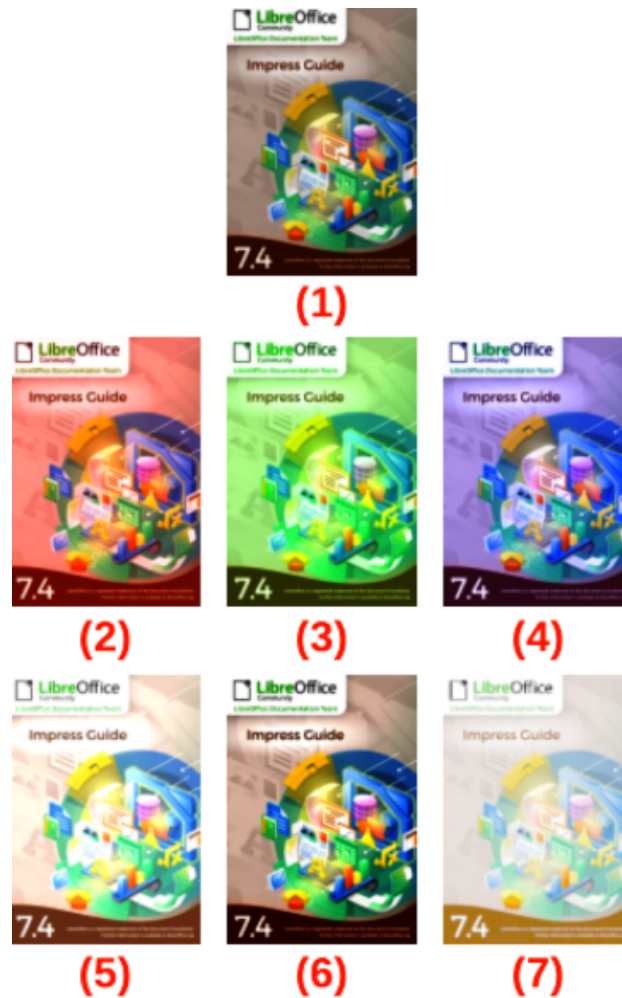 LibreOffice
Community
LibreOffice Documentation Team
Impress Guide
7.4
(1)
LibreOffice
Community
LibreOffice Documentation Team
Impress Guide
7.4
(2)
LibreOffice
Community
LibreOffice Documentation Team
Impress Guide
7.4
(3)
LibreOffice
Community
LibreOffice Documentation Team
Impress Guide
7.4
(4)
LibreOffice
Community
LibreOffice Documentation Team
Impress Guide
7.4
(5)
LibreOffice
Community
LibreOffice Documentation Team
Impress Guide
7.4
(6)
LibreOffice
Community
LibreOffice Documentation Team
Impress Guide
7.4
(7)